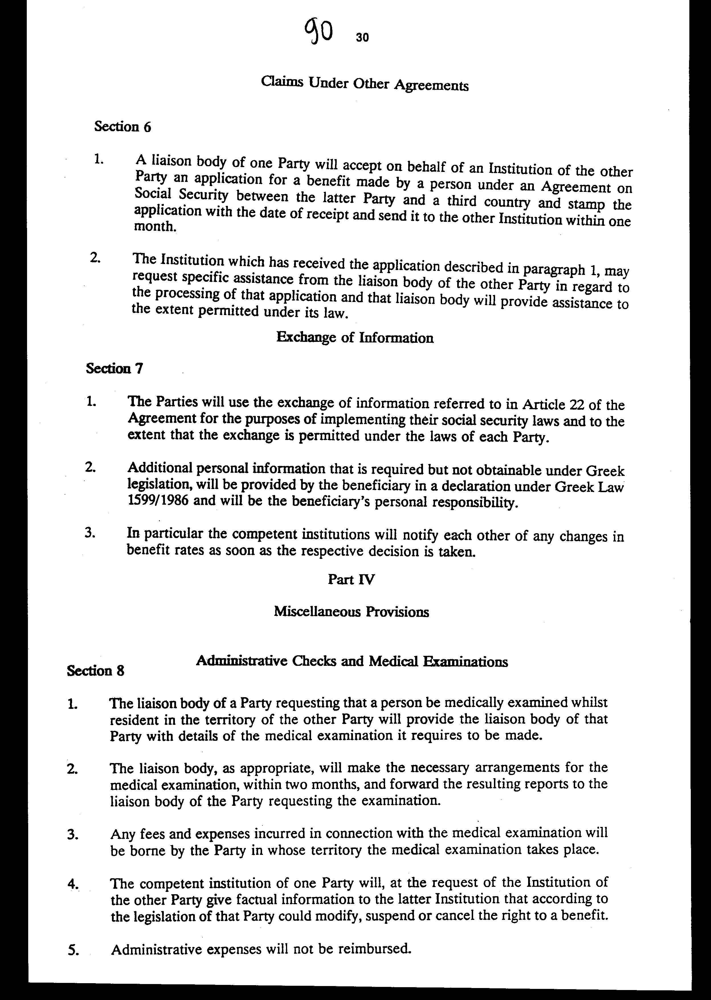 90 30
Claims Under Other Agreements
Section 6
1. A liaison body of one Party will accept on behalf of an Institution of the other
Party an application for a benefit made by a person under an Agreement on
Social Security between the latter Party and a third country and stamp the
application with the date of receipt and send it to the other Institution within one
month.
2. The Institution which has received the application described in paragraph 1, may
request specific assistance from the liaison body of the other Party in regard to
the processing of that application and that liaison body will provide assistance to
the extent permitted under its law.
Exchange of Information
Section 7
1. The Parties will use the exchange of information referred to in Article 22 of the
Agreement for the purposes of implementing their social security laws and to the
extent that the exchange is permitted under the laws of each Party.
2. Additional personal information that is required but not obtainable under Greek
legislation, will be provided by the beneficiary in a declaration under Greek Law
1599/1986 and will be the beneficiary's personal responsibility.
3. In particular the competent institutions will notify each other of any changes in
benefit rates as soon as the respective decision is taken.
Part IV
Miscellaneous Provisions
Administrative Checks and Medical Examinations
Section 8
1. The liaison body of a Party requesting that a person be medically examined whilst
resident in the territory of the other Party will provide the liaison body of that
Party with details of the medical examination it requires to be made.
2. The liaison body, as appropriate, will make the necessary arrangements for the
medical examination, within two months, and forward the resulting reports to the
liaison body of the Party requesting the examination.
3. Any fees and expenses incurred in connection with the medical examination will
be borne by the Party in whose territory the medical examination takes place.
4. The competent institution of one Party will, at the request of the Institution of
the other Party give factual information to the latter Institution that according to
the legislation of that Party could modify, suspend or cancel the right to a benefit.
5. Administrative expenses will not be reimbursed.